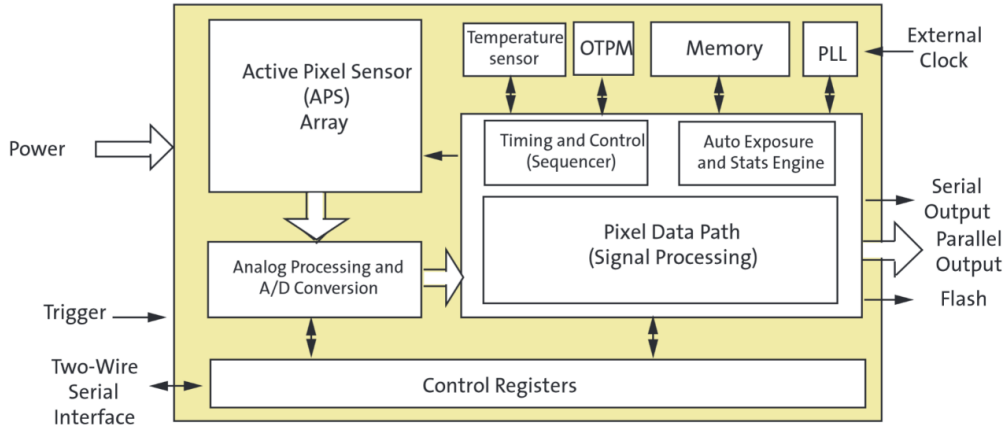 Power
Trigger
Two-Wire
Serial
Interface
Active Pixel Sensor
(APS)
Array
Analog Processing and
A/D Conversion
Temperature
sensor
OTPM
Memory
PLL
External
Clock
Timing and Control
(Sequencer)
Auto Exposure
and Stats Engine
Pixel Data Path
(Signal Processing)
Serial
Output
Parallel
Output
Flash
Control Registers